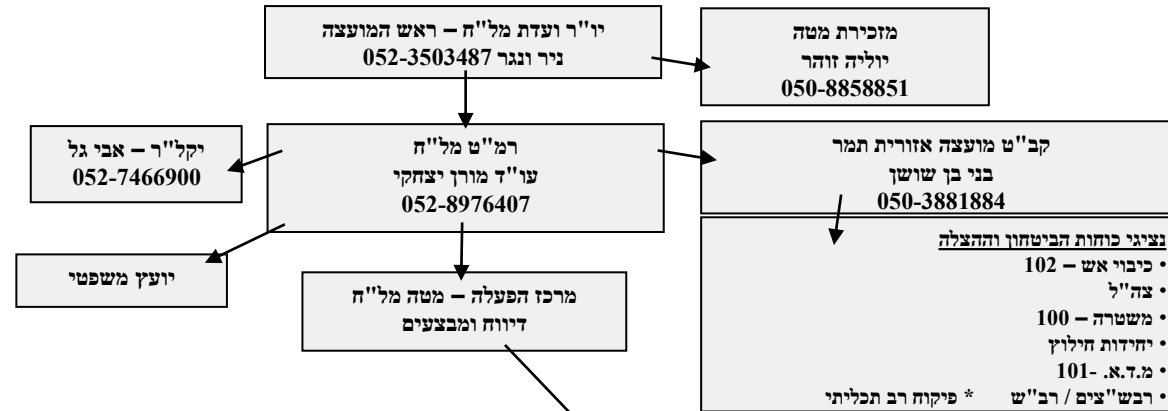 יו"ר ועדת מל"ח – ראש המועצה
ניר ונגר 052-3503487
מזכירת מטה
יוליה זוהר
050-8858851
יקל"ר – אבי גל
052-7466900
רמ"ט מל"ח
עו"ד מורן יצחקי
052-8976407
קב"ט מועצה אזורית תמר
בני בן שושן
050-3881884
יועץ משפטי
מרכז הפעלה – מטה מל"ח
דיווח ומבצעים
נציגי כוחות הביטחון וההצלה
• כיבוי אש – 102
• צה"ל
• משטרה – 100
• יחידות חילוץ
• מ.ד.א. -101
• רבש"צים / רב"ש * פיקוח רב תכליתי